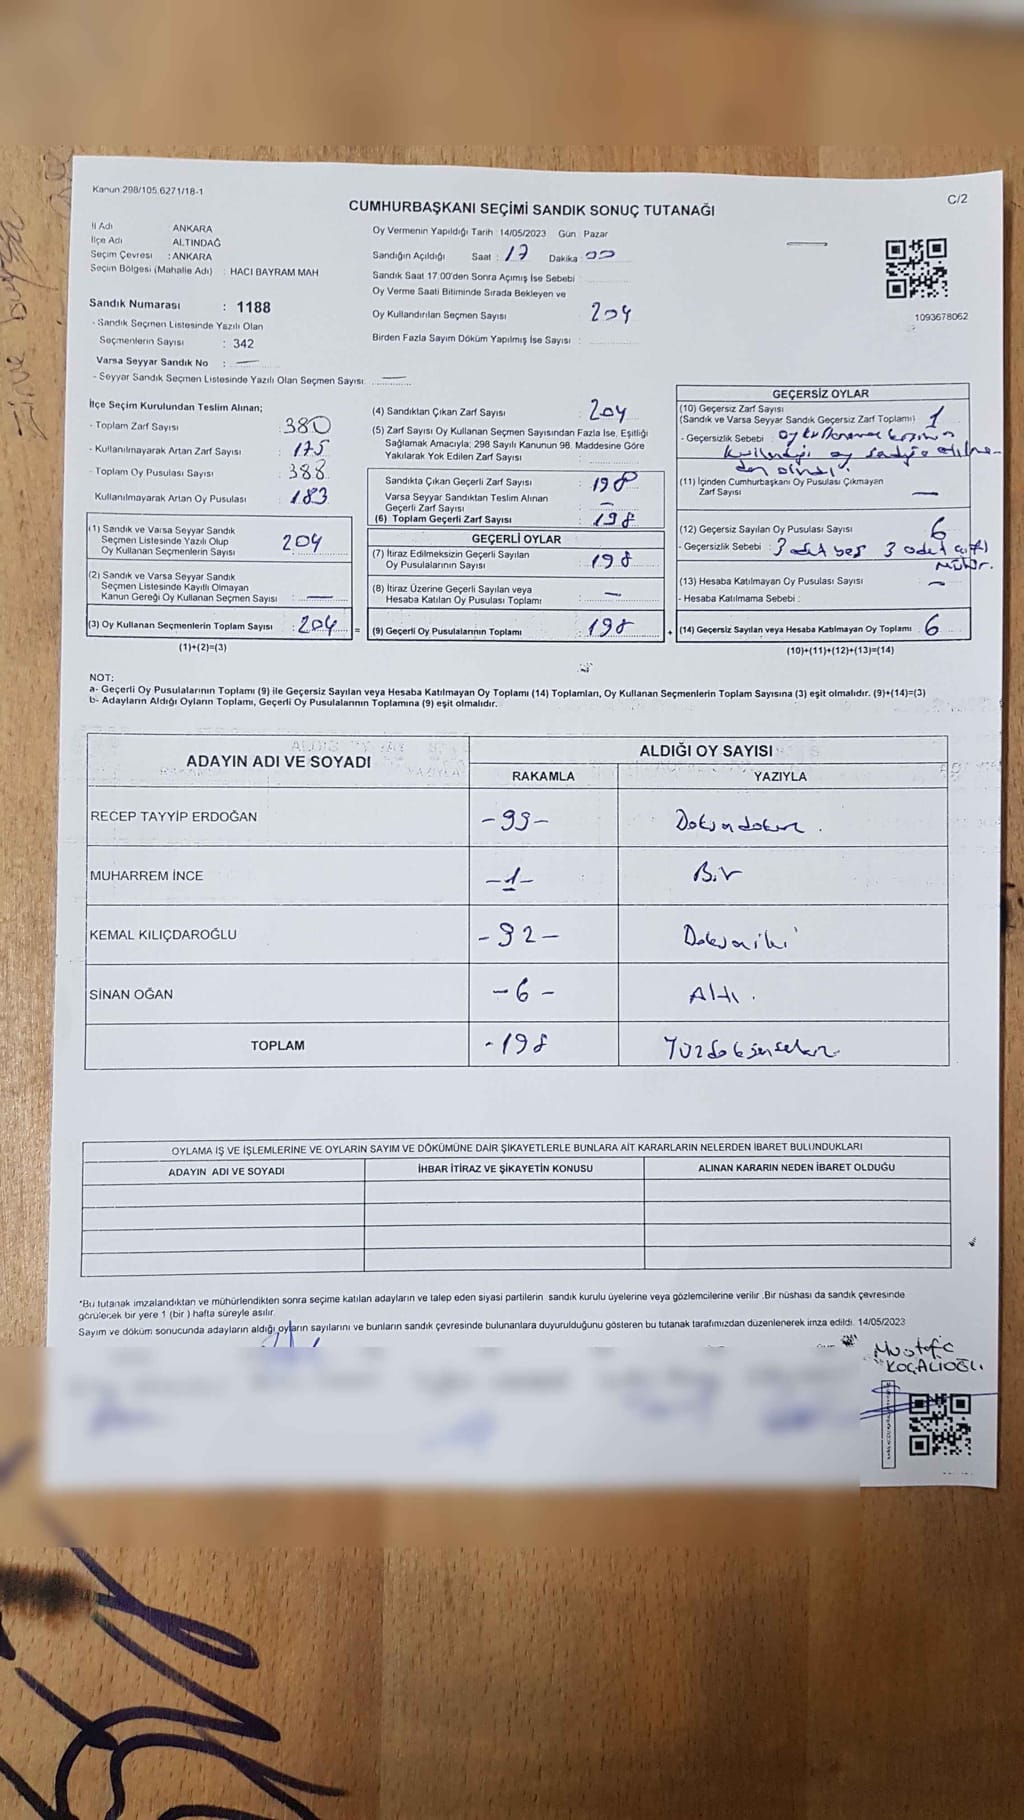 Kanun 298/105.6271/18-1
C/2
CUMHURBAŞKANI SEÇİMİ SANDIK SONUÇ TUTANAĞI
İl Adı : ANKARA
İlçe Adı : ALTINDAĞ
Seçim Çevresi : ANKARA
Seçim Bölgesi (Mahalle Adı) : HACI BAYRAM MAH
Sandık Numarası : 1188
- Sandık Seçmen Listesinde Yazılı Olan
Seçmenlerin Sayısı : 342
Varsa Seyyar Sandık No : —
- Seyyar Sandık Seçmen Listesinde Yazılı Olan Seçmen Sayısı —
Oy Vermenin Yapıldığı Tarih : 14/05/2023 Gün : Pazar
Sandığın Açıldığı Saat : 17 Dakika : 00
Sandık Saat 17.00'den Sonra Açımış İse Sebebi :
Oy Verme Saati Bitiminde Sırada Bekleyen ve
Oy Kullandırılan Seçmen Sayısı : 204
Birden Fazla Sayım Döküm Yapılmış İse Sayısı :
1093678062
İlçe Seçim Kurulundan Teslim Alınan;
- Toplam Zarf Sayısı : 380
- Kullanılmayarak Artan Zarf Sayısı : 175
- Toplam Oy Pusulası Sayısı : 388
Kullanılmayarak Artan Oy Pusulası : 183
(1) Sandık ve Varsa Seyyar Sandık
Seçmen Listesinde Yazılı Olup
Oy Kullanan Seçmenlerin Sayısı : 204
(2) Sandık ve Varsa Seyyar Sandık
Seçmen Listesinde Kayıtlı Olmayan
Kanun Gereği Oy Kullanan Seçmen Sayısı : —
(3) Oy Kullanan Seçmenlerin Toplam Sayısı : 204 =
(1)+(2)=(3)
(4) Sandıktan Çıkan Zarf Sayısı : 204
(5) Zarf Sayısı Oy Kullanan Seçmen Sayısından Fazla İse, Eşitliği
Sağlamak Amacıyla; 298 Sayılı Kanunun 98. Maddesine Göre
Yakılarak Yok Edilen Zarf Sayısı :
Sandıkta Çıkan Geçerli Zarf Sayısı : 198
Varsa Seyyar Sandıktan Teslim Alınan
Geçerli Zarf Sayısı : —
(6) Toplam Geçerli Zarf Sayısı : 198
GEÇERLİ OYLAR
(7) İtiraz Edilmeksizin Geçerli Sayılan
Oy Pusulalarının Sayısı : 198
(8) İtiraz Üzerine Geçerli Sayılan veya
Hesaba Katılan Oy Pusulası Toplamı : —
(9) Geçerli Oy Pusulalarının Toplamı : 198 +
GEÇERSİZ OYLAR
(10) Geçersiz Zarf Sayısı
(Sandık ve Varsa Seyyar Sandık Geçersiz Zarf Toplamı) : 1
- Geçersizlik Sebebi :
(11) İçinden Cumhurbaşkanı Oy Pusulası Çıkmayan
Zarf Sayısı : —
(12) Geçersiz Sayılan Oy Pusulası Sayısı : 6
- Geçersizlik Sebebi : 3 adet boş 3 adet çift
mühür.
(13) Hesaba Katılmayan Oy Pusulası Sayısı : —
- Hesaba Katılmama Sebebi :
(14) Geçersiz Sayılan veya Hesaba Katılmayan Oy Toplamı : 6
(10)+(11)+(12)+(13)=(14)
NOT:
a- Geçerli Oy Pusulalarının Toplamı (9) ile Geçersiz Sayılan veya Hesaba Katılmayan Oy Toplamı (14) Toplamları, Oy Kullanan Seçmenlerin Toplam Sayısına (3) eşit olmalıdır. (9)+(14)=(3)
b- Adayların Aldığı Oyların Toplamı, Geçerli Oy Pusulalarının Toplamına (9) eşit olmalıdır.
ADAYIN ADI VE SOYADI
ALDIĞI OY SAYISI
RAKAMLA YAZIYLA
RECEP TAYYİP ERDOĞAN -99- Doksandokuz.
MUHARREM İNCE -1- Bir
KEMAL KILIÇDAROĞLU -92- Doksaniki
SİNAN OĞAN -6- Altı.
TOPLAM -198 Yüzdoksansekiz
OYLAMA İŞ VE İŞLEMLERİNE VE OYLARIN SAYIM VE DÖKÜMÜNE DAİR ŞİKAYETLERLE BUNLARA AİT KARARLARIN NELERDEN İBARET BULUNDUKLARI
ADAYIN ADI VE SOYADI İHBAR İTİRAZ VE ŞİKAYETİN KONUSU ALINAN KARARIN NEDEN İBARET OLDUĞU
*Bu tutanak imzalandıktan ve mühürlendikten sonra seçime katılan adayların ve talep eden siyasi partilerin sandık kurulu üyelerine veya gözlemcilerine verilir .Bir nüshası da sandık çevresinde
görülecek bir yere 1 (bir ) hafta süreyle asılır.
Sayım ve döküm sonucunda adayların aldığı oyların sayılarını ve bunların sandık çevresinde bulunanlara duyurulduğunu gösteren bu tutanak tarafımızdan düzenlenerek imza edildi. 14/05/2023
Mustafa
KOÇALİOĞLU